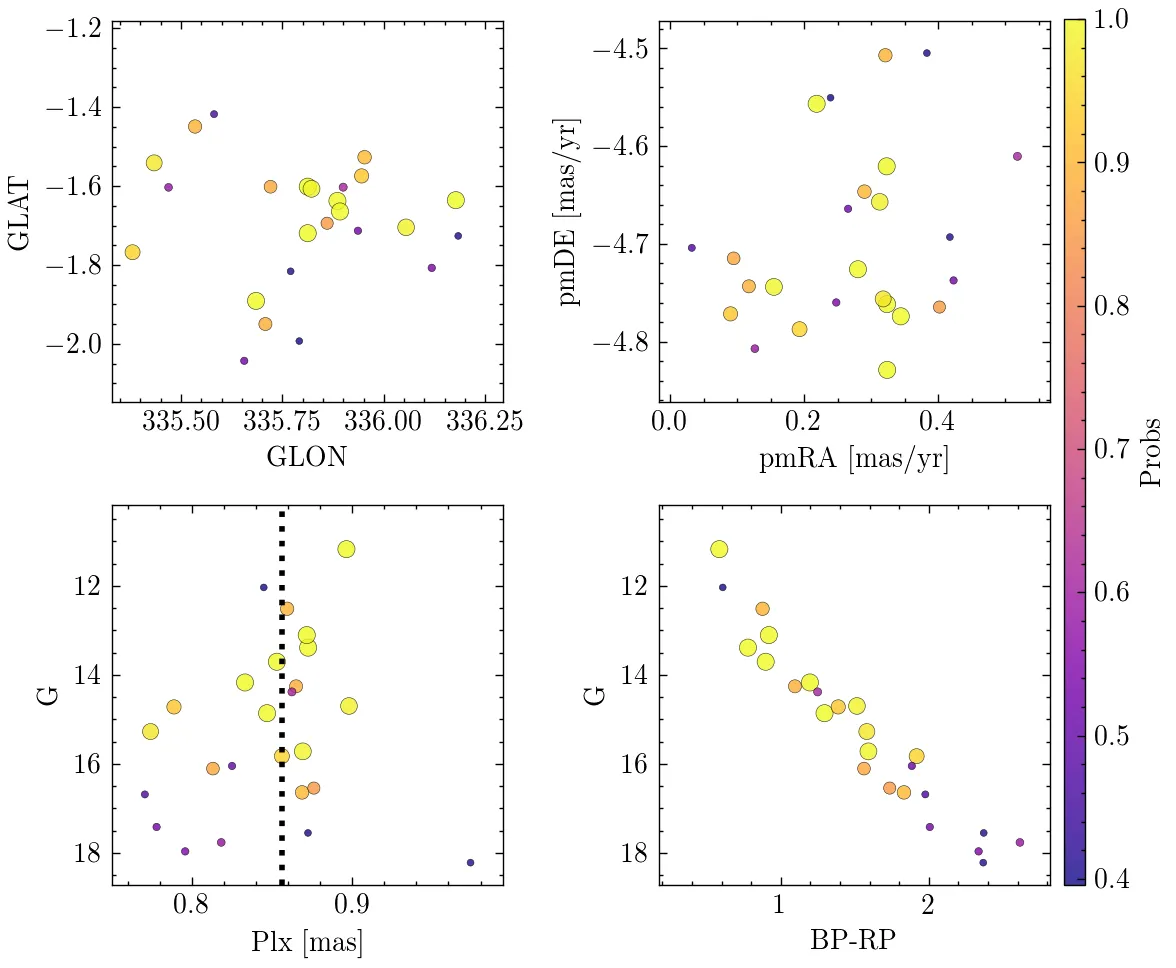 −1.2
−1.4
−1.6
−1.8
−2.0
GLAT
335.50 335.75 336.00 336.25
GLON
−4.5
−4.6
−4.7
−4.8
pmDE [mas/yr]
0.0 0.2 0.4
pmRA [mas/yr]
12
14
16
18
G
0.8 0.9
Plx [mas]
12
14
16
18
G
1 2
BP-RP
1.0
0.9
0.8
0.7
0.6
0.5
0.4
Probs